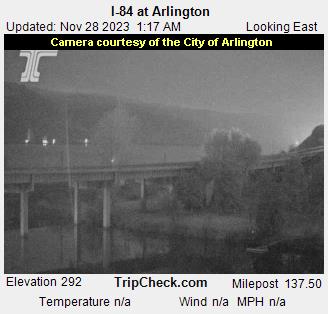 I-84 at Arlington
Updated: Nov 28 2023 1:17 AM Looking East
Camera courtesy of the City of Arlington
Elevation 292 TripCheck.com Milepost 137.50
Temperature n/a Wind n/a MPH n/a